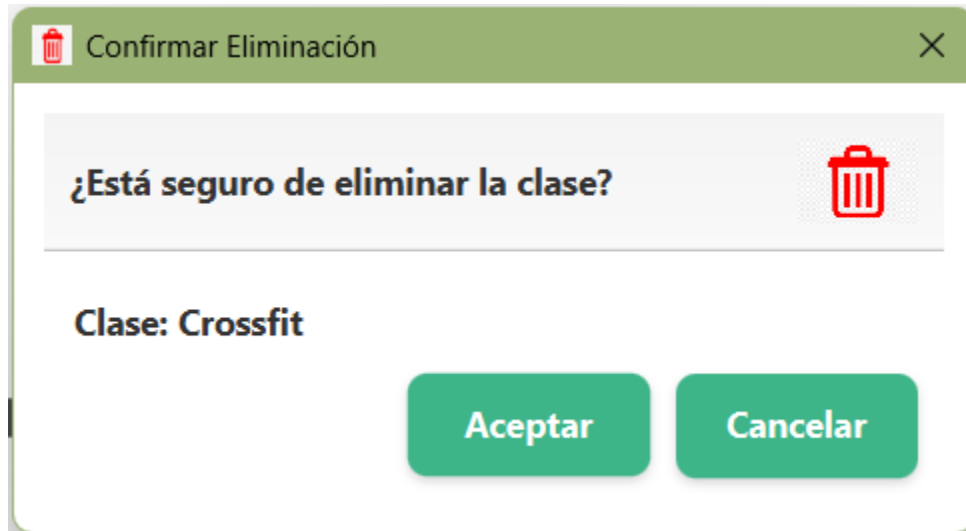 Confirmar Eliminación
¿Está seguro de eliminar la clase?
Clase: Crossfit
Aceptar
Cancelar